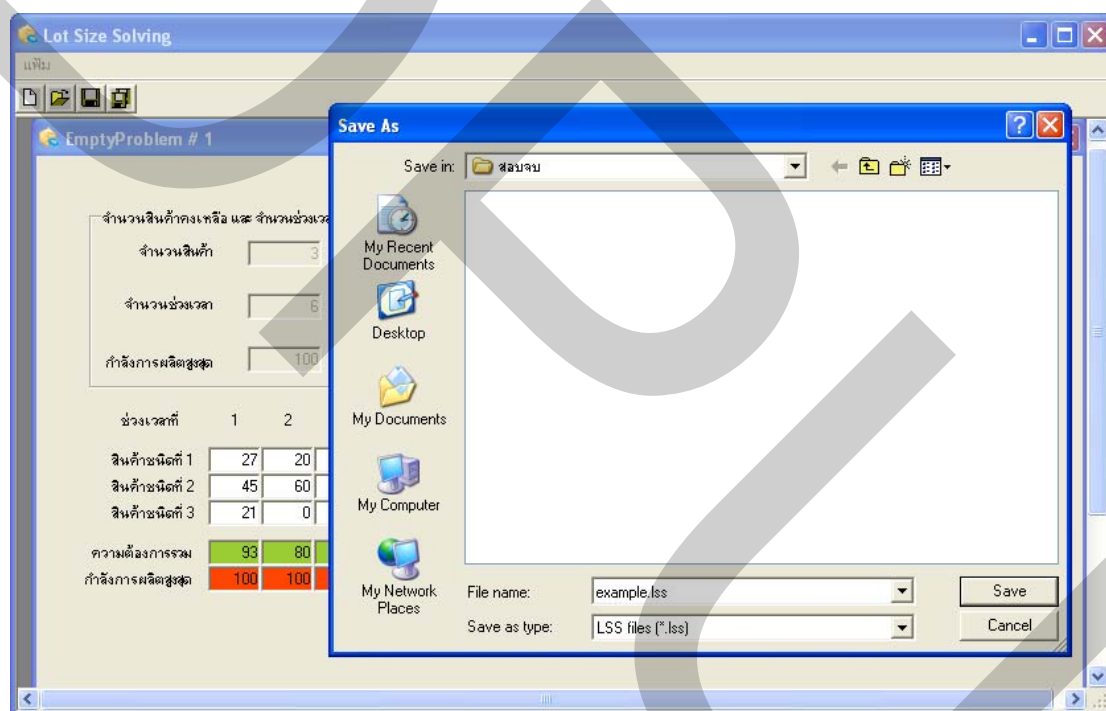 Lot Size Solving
แฟ้ม
EmptyProblem # 1
Save As
Save in: สอบจบ
จำนวนสินค้าคงเหลือ และ จำนวนช่วงเวลา
จำนวนสินค้า 3
จำนวนช่วงเวลา 6
กำลังการผลิตสูงสุด 100
ช่วงเวลาที่ 1 2
สินค้าชนิดที่ 1 27 20
สินค้าชนิดที่ 2 45 60
สินค้าชนิดที่ 3 21 0
ความต้องการรวม 93 80
กำลังการผลิตสูงสุด 100 100
My Recent
Documents
Desktop
My Documents
My Computer
My Network
Places
File name: example.lss Save
Save as type: LSS files (*.lss) Cancel